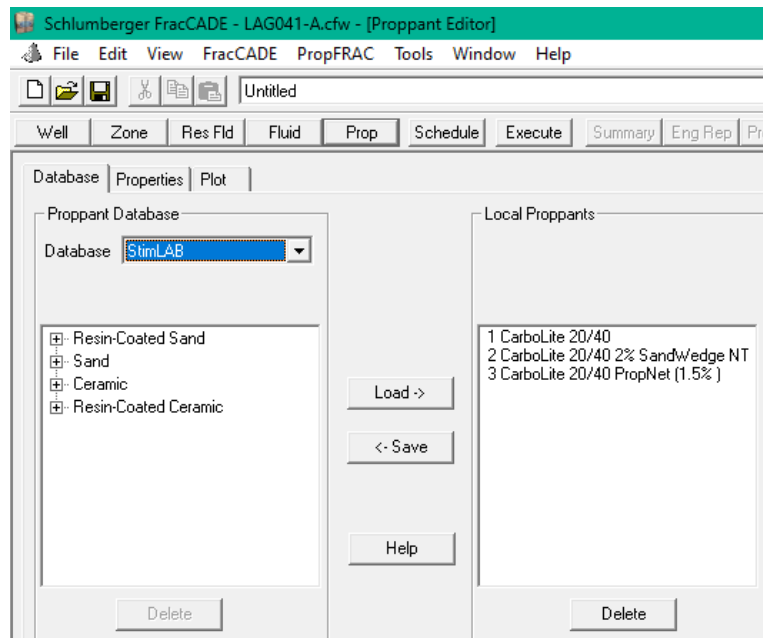 Schlumberger FracCADE - LAG041-A.cfw - [Proppant Editor]
File Edit View FracCADE PropFRAC Tools Window Help
Untitled
Well Zone Res Fld Fluid Prop Schedule Execute Summary Eng Rep
Database Properties Plot
Proppant Database
Database StimLAB
Resin-Coated Sand
Sand
Ceramic
Resin-Coated Ceramic
Delete
Load ->
<- Save
Help
Local Proppants
1 CarboLite 20/40
2 CarboLite 20/40 2% SandWedge NT
3 CarboLite 20/40 PropNet (1.5% )
Delete